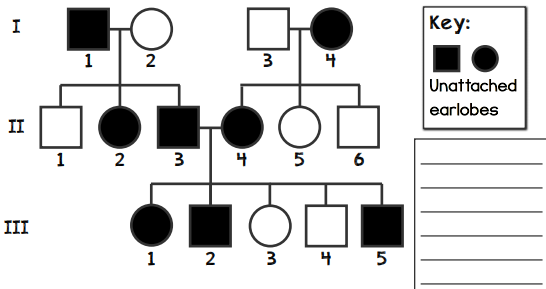 I
1 2 3 4
Key:
Unattached
earlobes
II
1 2 3 4 5 6
III
1 2 3 4 5